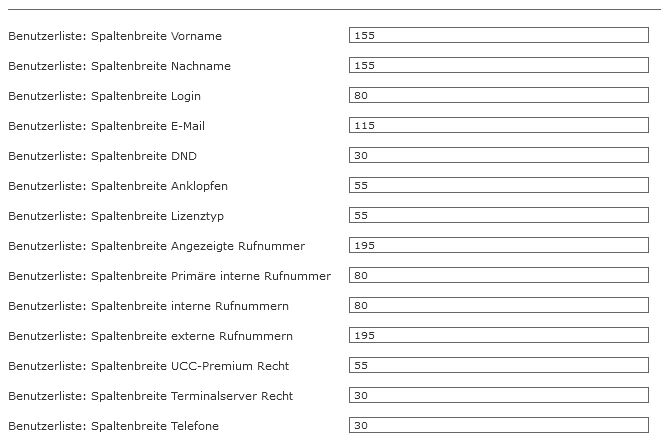 Benutzerliste: Spaltenbreite Vorname 155
Benutzerliste: Spaltenbreite Nachname 155
Benutzerliste: Spaltenbreite Login 80
Benutzerliste: Spaltenbreite E-Mail 115
Benutzerliste: Spaltenbreite DND 30
Benutzerliste: Spaltenbreite Anklopfen 55
Benutzerliste: Spaltenbreite Lizenztyp 55
Benutzerliste: Spaltenbreite Angezeigte Rufnummer 195
Benutzerliste: Spaltenbreite Primäre interne Rufnummer 80
Benutzerliste: Spaltenbreite interne Rufnummern 80
Benutzerliste: Spaltenbreite externe Rufnummern 195
Benutzerliste: Spaltenbreite UCC-Premium Recht 55
Benutzerliste: Spaltenbreite Terminalserver Recht 30
Benutzerliste: Spaltenbreite Telefone 30